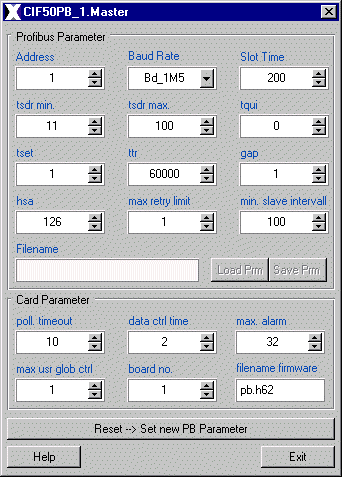 CIF50PB_1.Master
Profibus Parameter
Address Baud Rate Slot Time
1 Bd_1M5 200
tsdr min. tsdr max. tqui
11 100 0
tset ttr gap
1 60000 1
hsa max retry limit min. slave intervall
126 1 100
Filename
Load Prm Save Prm
Card Parameter
poll. timeout data ctrl time max. alarm
10 2 32
max usr glob ctrl board no. filename firmware
1 1 pb.h62
Reset --> Set new PB Parameter
Help Exit